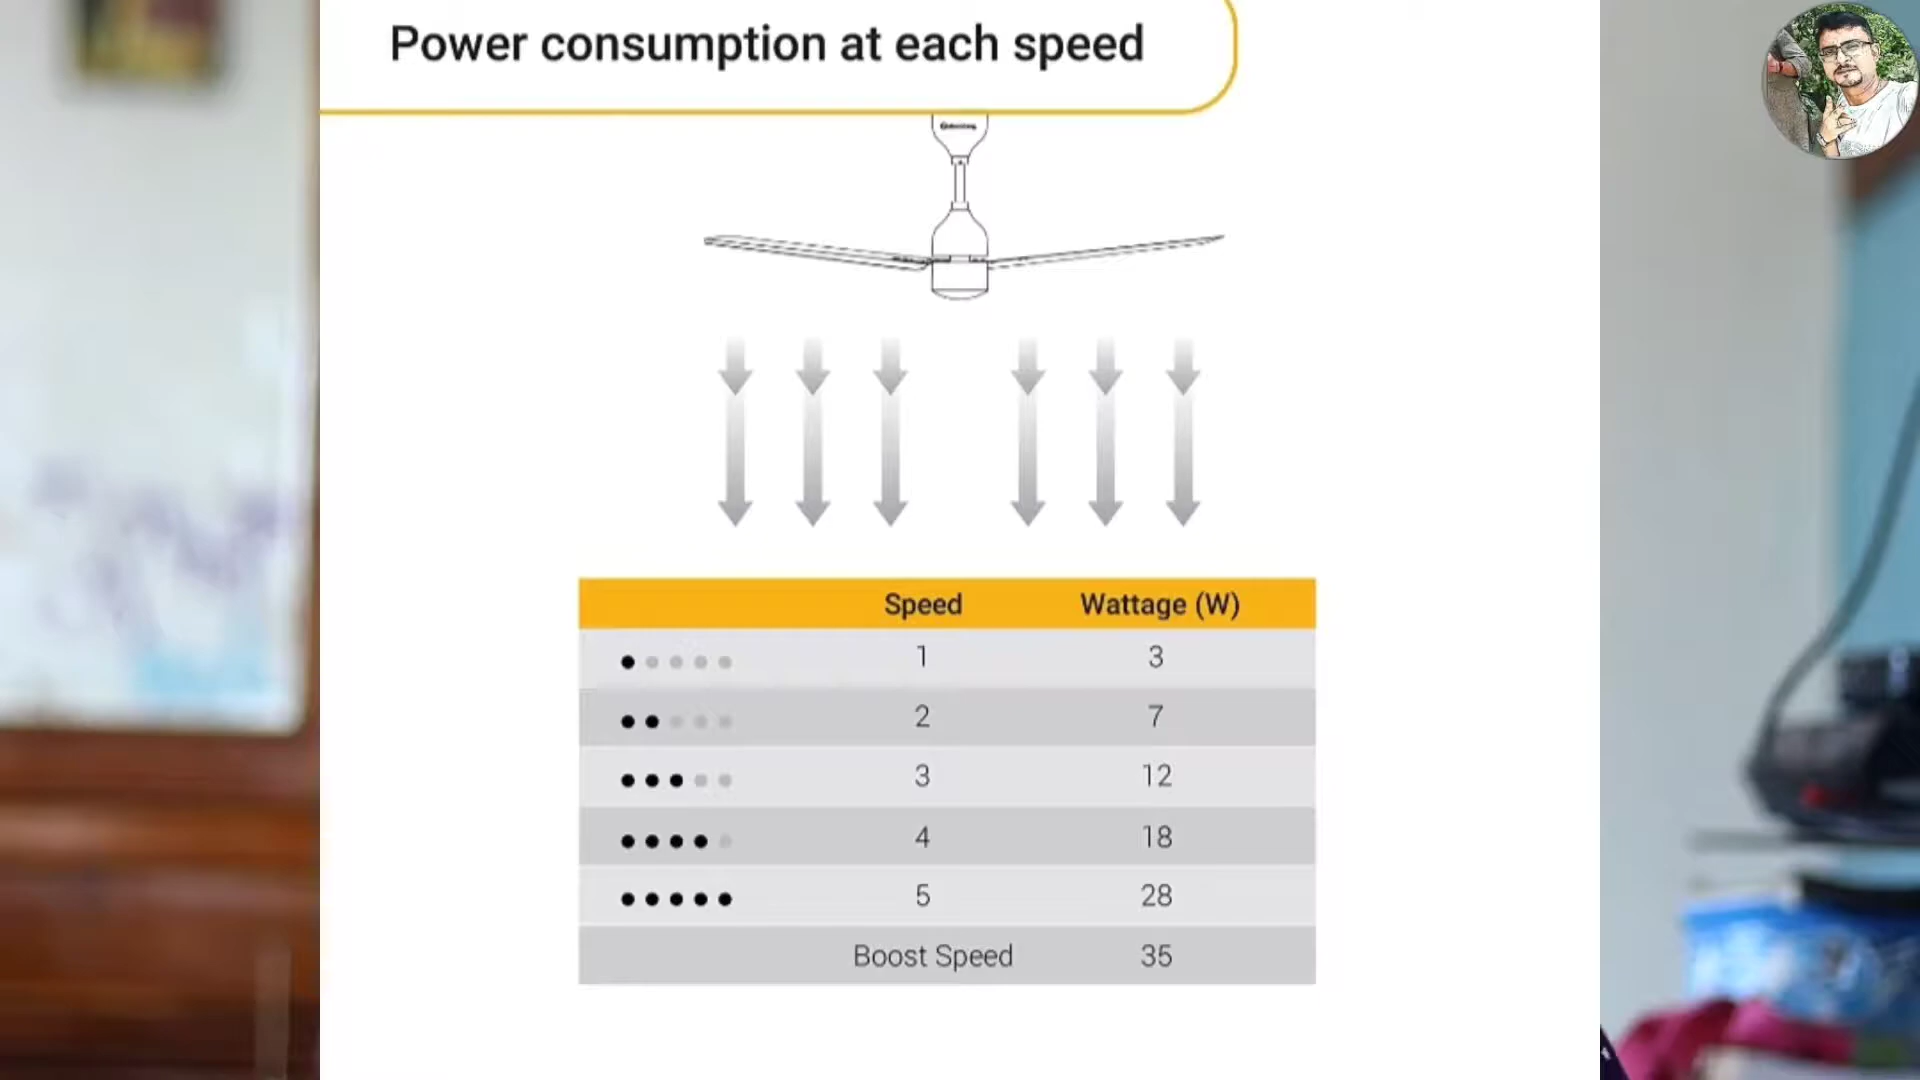 Power consumption at each speed
Speed Wattage (W)
1 3
2 7
3 12
4 18
5 28
Boost Speed 35